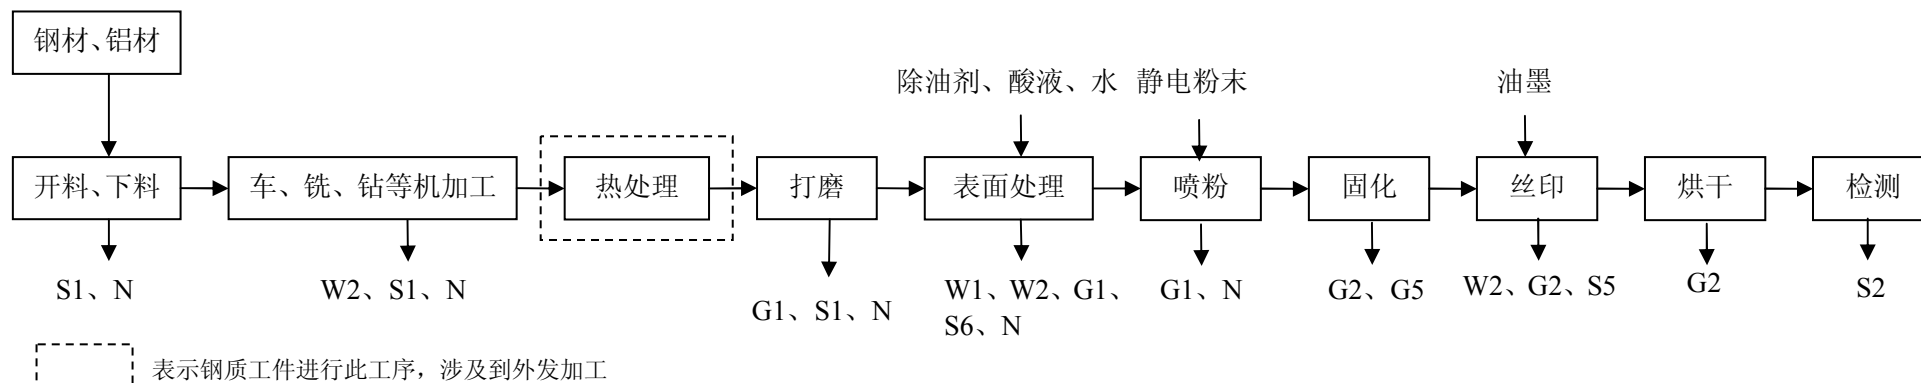 钢材、铝材
除油剂、酸液、水
静电粉末
油墨
开料、下料
车、铣、钻等机加工
热处理
打磨
表面处理
喷粉
固化
丝印
烘干
检测
S1、N
W2、S1、N
G1、S1、N
W1、W2、G1、
S6、N
G1、N
G2、G5
W2、G2、S5
G2
S2
表示钢质工件进行此工序，涉及到外发加工